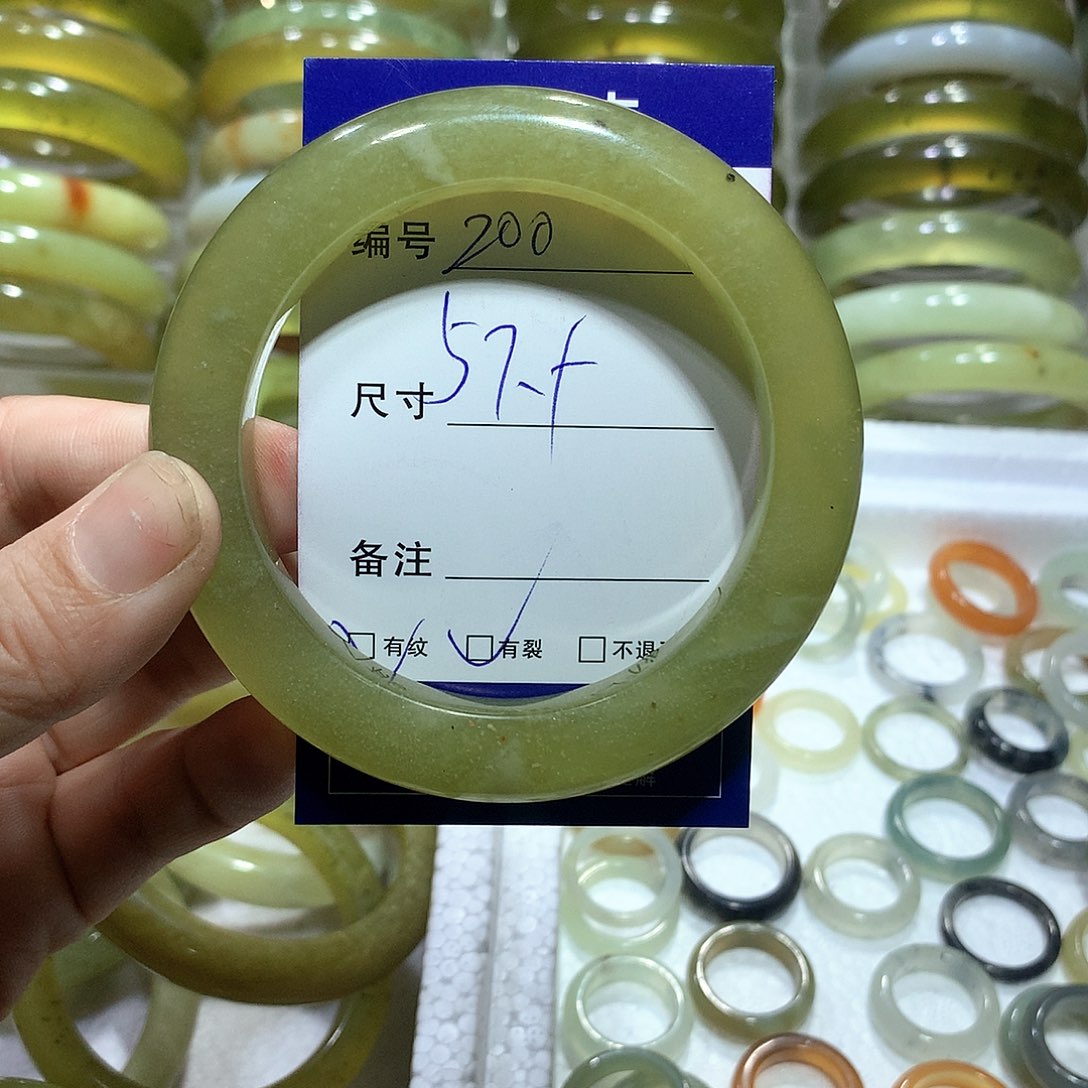 编号 200
尺寸 57.
备注
有纹 有裂 不退